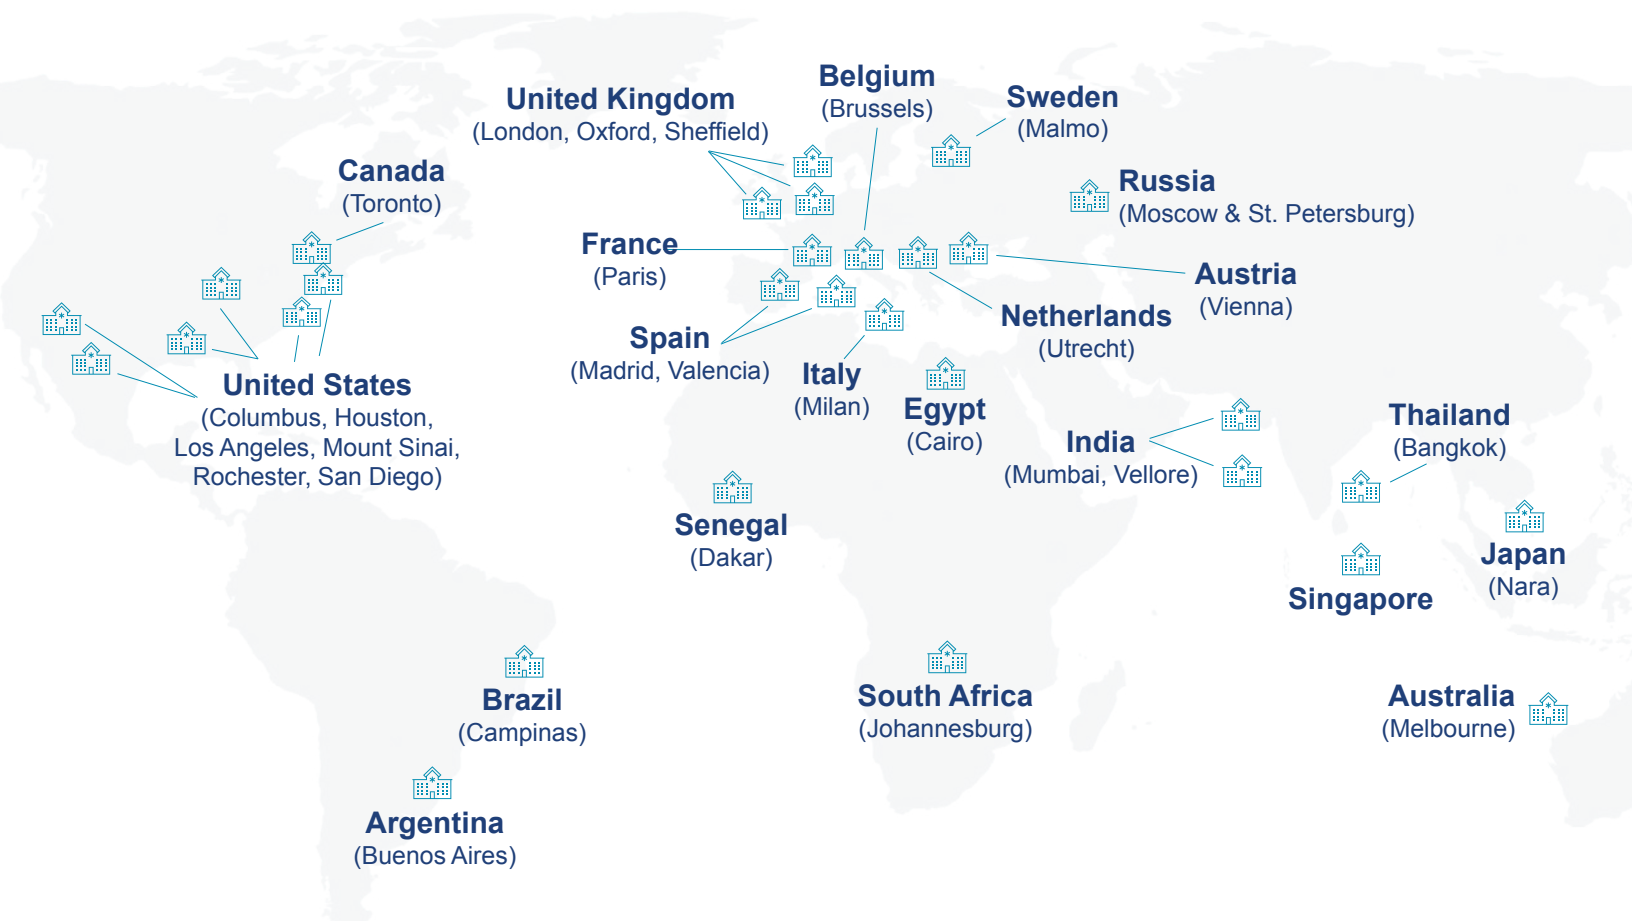 Belgium
(Brussels)
United Kingdom
(London, Oxford, Sheffield)
Sweden
(Malmo)
Canada
(Toronto)
Russia
(Moscow & St. Petersburg)
France
(Paris)
Austria
(Vienna)
Netherlands
(Utrecht)
Spain
(Madrid, Valencia)
Italy
(Milan)
United States
(Columbus, Houston,
Los Angeles, Mount Sinai,
Rochester, San Diego)
Egypt
(Cairo)
India
(Mumbai, Vellore)
Thailand
(Bangkok)
Senegal
(Dakar)
Japan
(Nara)
Singapore
Brazil
(Campinas)
South Africa
(Johannesburg)
Australia
(Melbourne)
Argentina
(Buenos Aires)